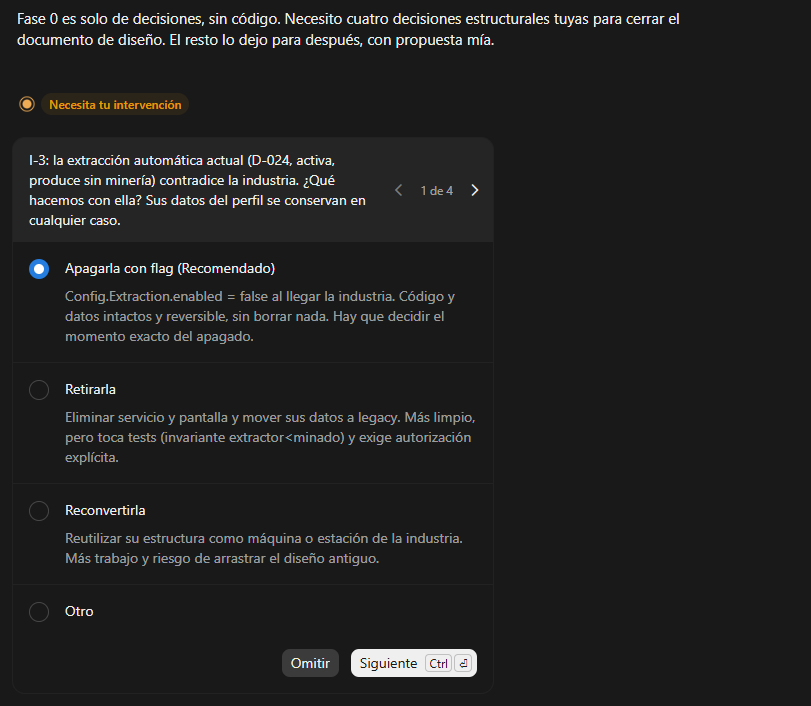 Fase 0 es solo de decisiones, sin código. Necesito cuatro decisiones estructurales tuyas para cerrar el
documento de diseño. El resto lo dejo para después, con propuesta mía.
Necesita tu intervención
I-3: la extracción automática actual (D-024, activa,
produce sin minería) contradice la industria. ¿Qué
hacemos con ella? Sus datos del perfil se conservan en
cualquier caso.
1 de 4
Apagarla con flag (Recomendado)
Config.Extraction.enabled = false al llegar la industria. Código y
datos intactos y reversible, sin borrar nada. Hay que decidir el
momento exacto del apagado.
Retirarla
Eliminar servicio y pantalla y mover sus datos a legacy. Más limpio,
pero toca tests (invariante extractor<minado) y exige autorización
explícita.
Reconvertirla
Reutilizar su estructura como máquina o estación de la industria.
Más trabajo y riesgo de arrastrar el diseño antiguo.
Otro
Omitir
Siguiente Ctrl ⏎